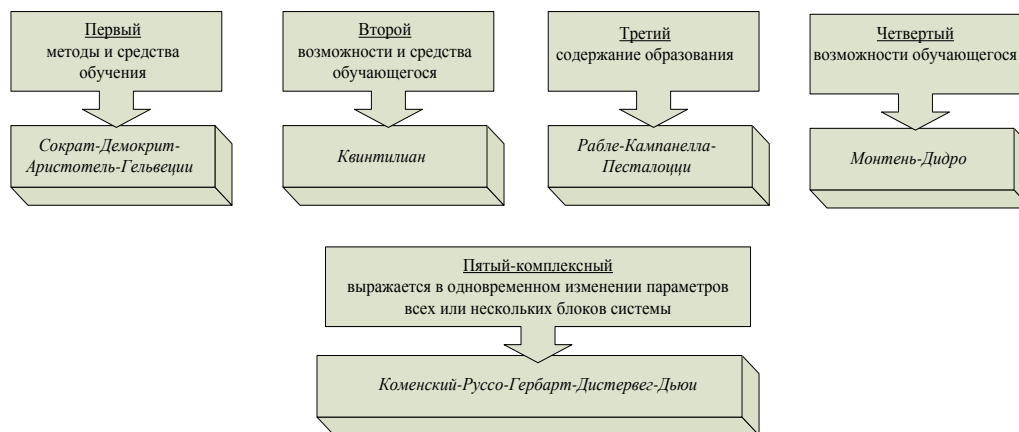 Первый
методы и средства
обучения
Сократ-Демокрит-
Аристотель-Гельвеции
Второй
возможности и средства
обучающегося
Квинтилиан
Третий
содержание образования
Рабле-Кампанелла-
Песталоцци
Четвертый
возможности обучающегося
Монтень-Дидро
Пятый-комплексный
выражается в одновременном изменении параметров
всех или нескольких блоков системы
Коменский-Руссо-Гербарт-Дистервег-Дьюи